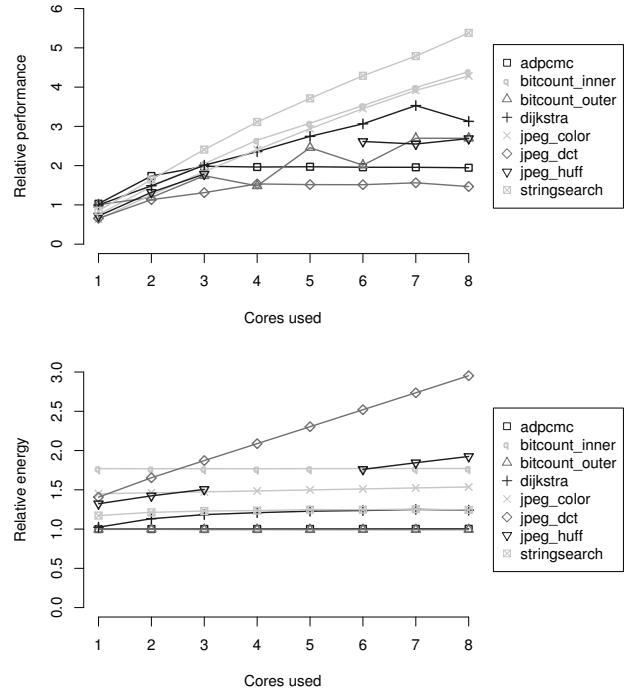 6
5
4
3
2
1
0
Relative performance
1 2 3 4 5 6 7 8
Cores used
adpcmc
bitcount_inner
bitcount_outer
dijkstra
jpeg_color
jpeg_dct
jpeg_huff
stringsearch
3.0
2.5
2.0
1.5
1.0
0.5
0.0
Relative energy
1 2 3 4 5 6 7 8
Cores used
adpcmc
bitcount_inner
bitcount_outer
dijkstra
jpeg_color
jpeg_dct
jpeg_huff
stringsearch